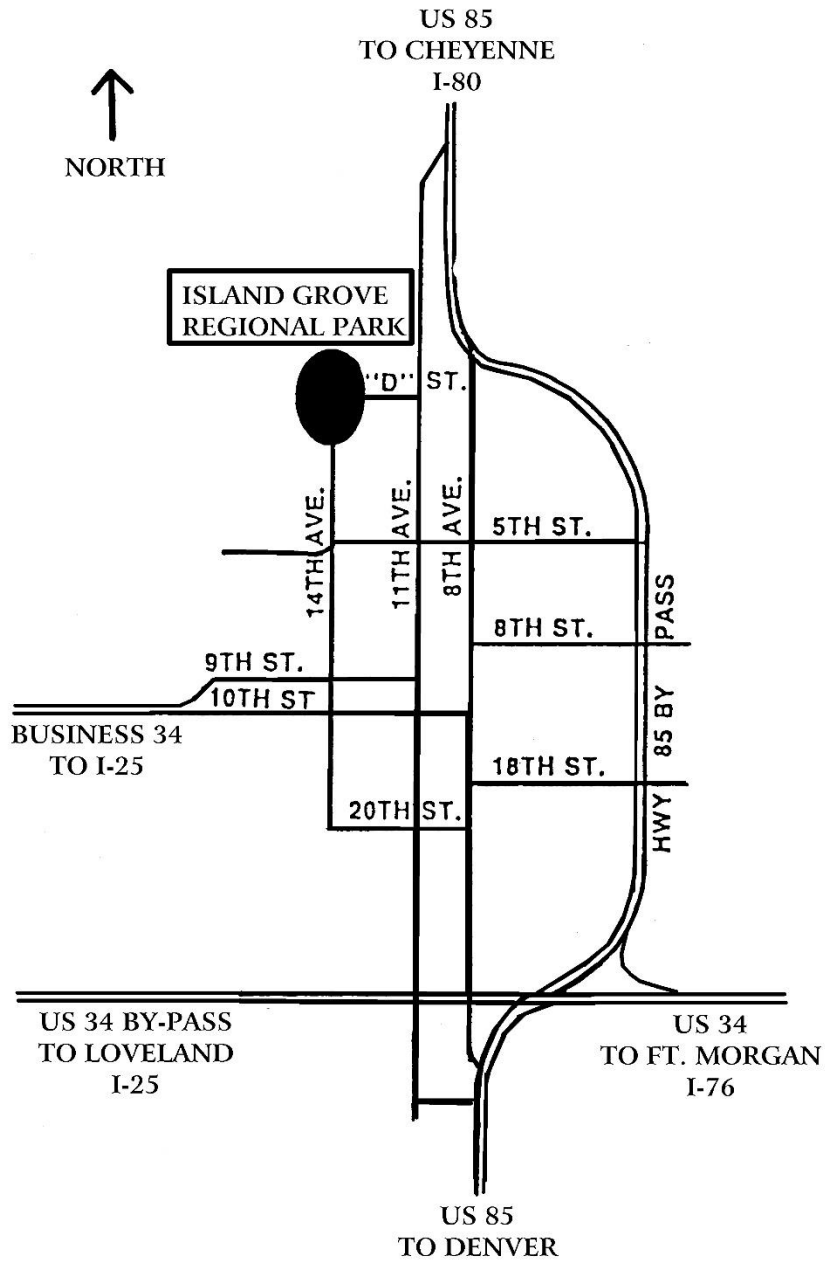 US 85
TO CHEYENNE
I-80
NORTH
ISLAND GROVE
REGIONAL PARK
"D" ST.
14TH AVE.
11TH AVE.
8TH AVE.
5TH ST.
8TH ST.
9TH ST.
10TH ST
BUSINESS 34
TO I-25
18TH ST.
20TH ST.
HWY 85 BY PASS
US 34 BY-PASS
TO LOVELAND
I-25
US 34
TO FT. MORGAN
I-76
US 85
TO DENVER